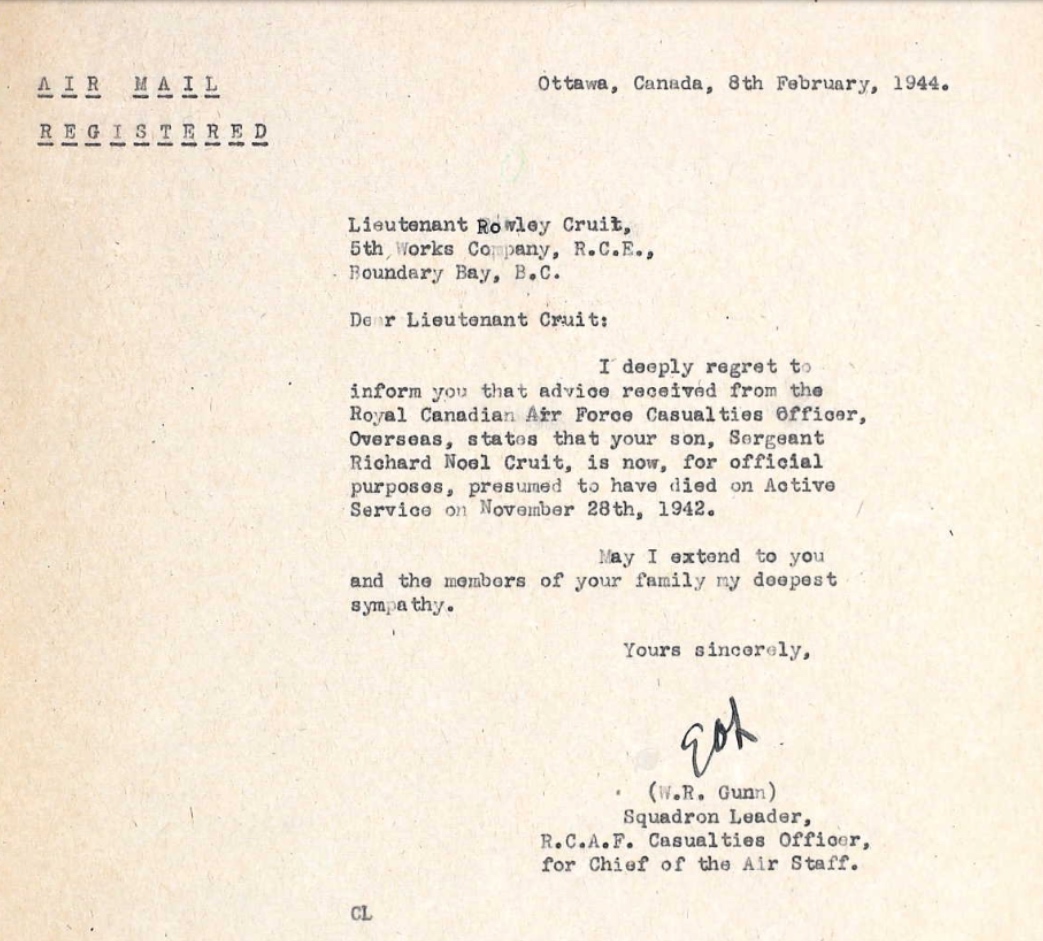 AIR MAIL
Ottawa, Canada, 8th February, 1944.
REGISTERED
Lieutenant Rowley Cruit,
5th Works Company, R.C.E.,
Boundary Bay, B.C.
Dear Lieutenant Cruit:
I deeply regret to
inform you that advice received from the
Royal Canadian Air Force Casualties Officer,
Overseas, states that your son, Sergeant
Richard Noel Cruit, is now, for official
purposes, presumed to have died on Active
Service on November 28th, 1942.
May I extend to you
and the members of your family my deepest
sympathy.
Yours sincerely,
(W.R. Gunn)
Squadron Leader,
R.C.A.F. Casualties Officer,
for Chief of the Air Staff.
CL